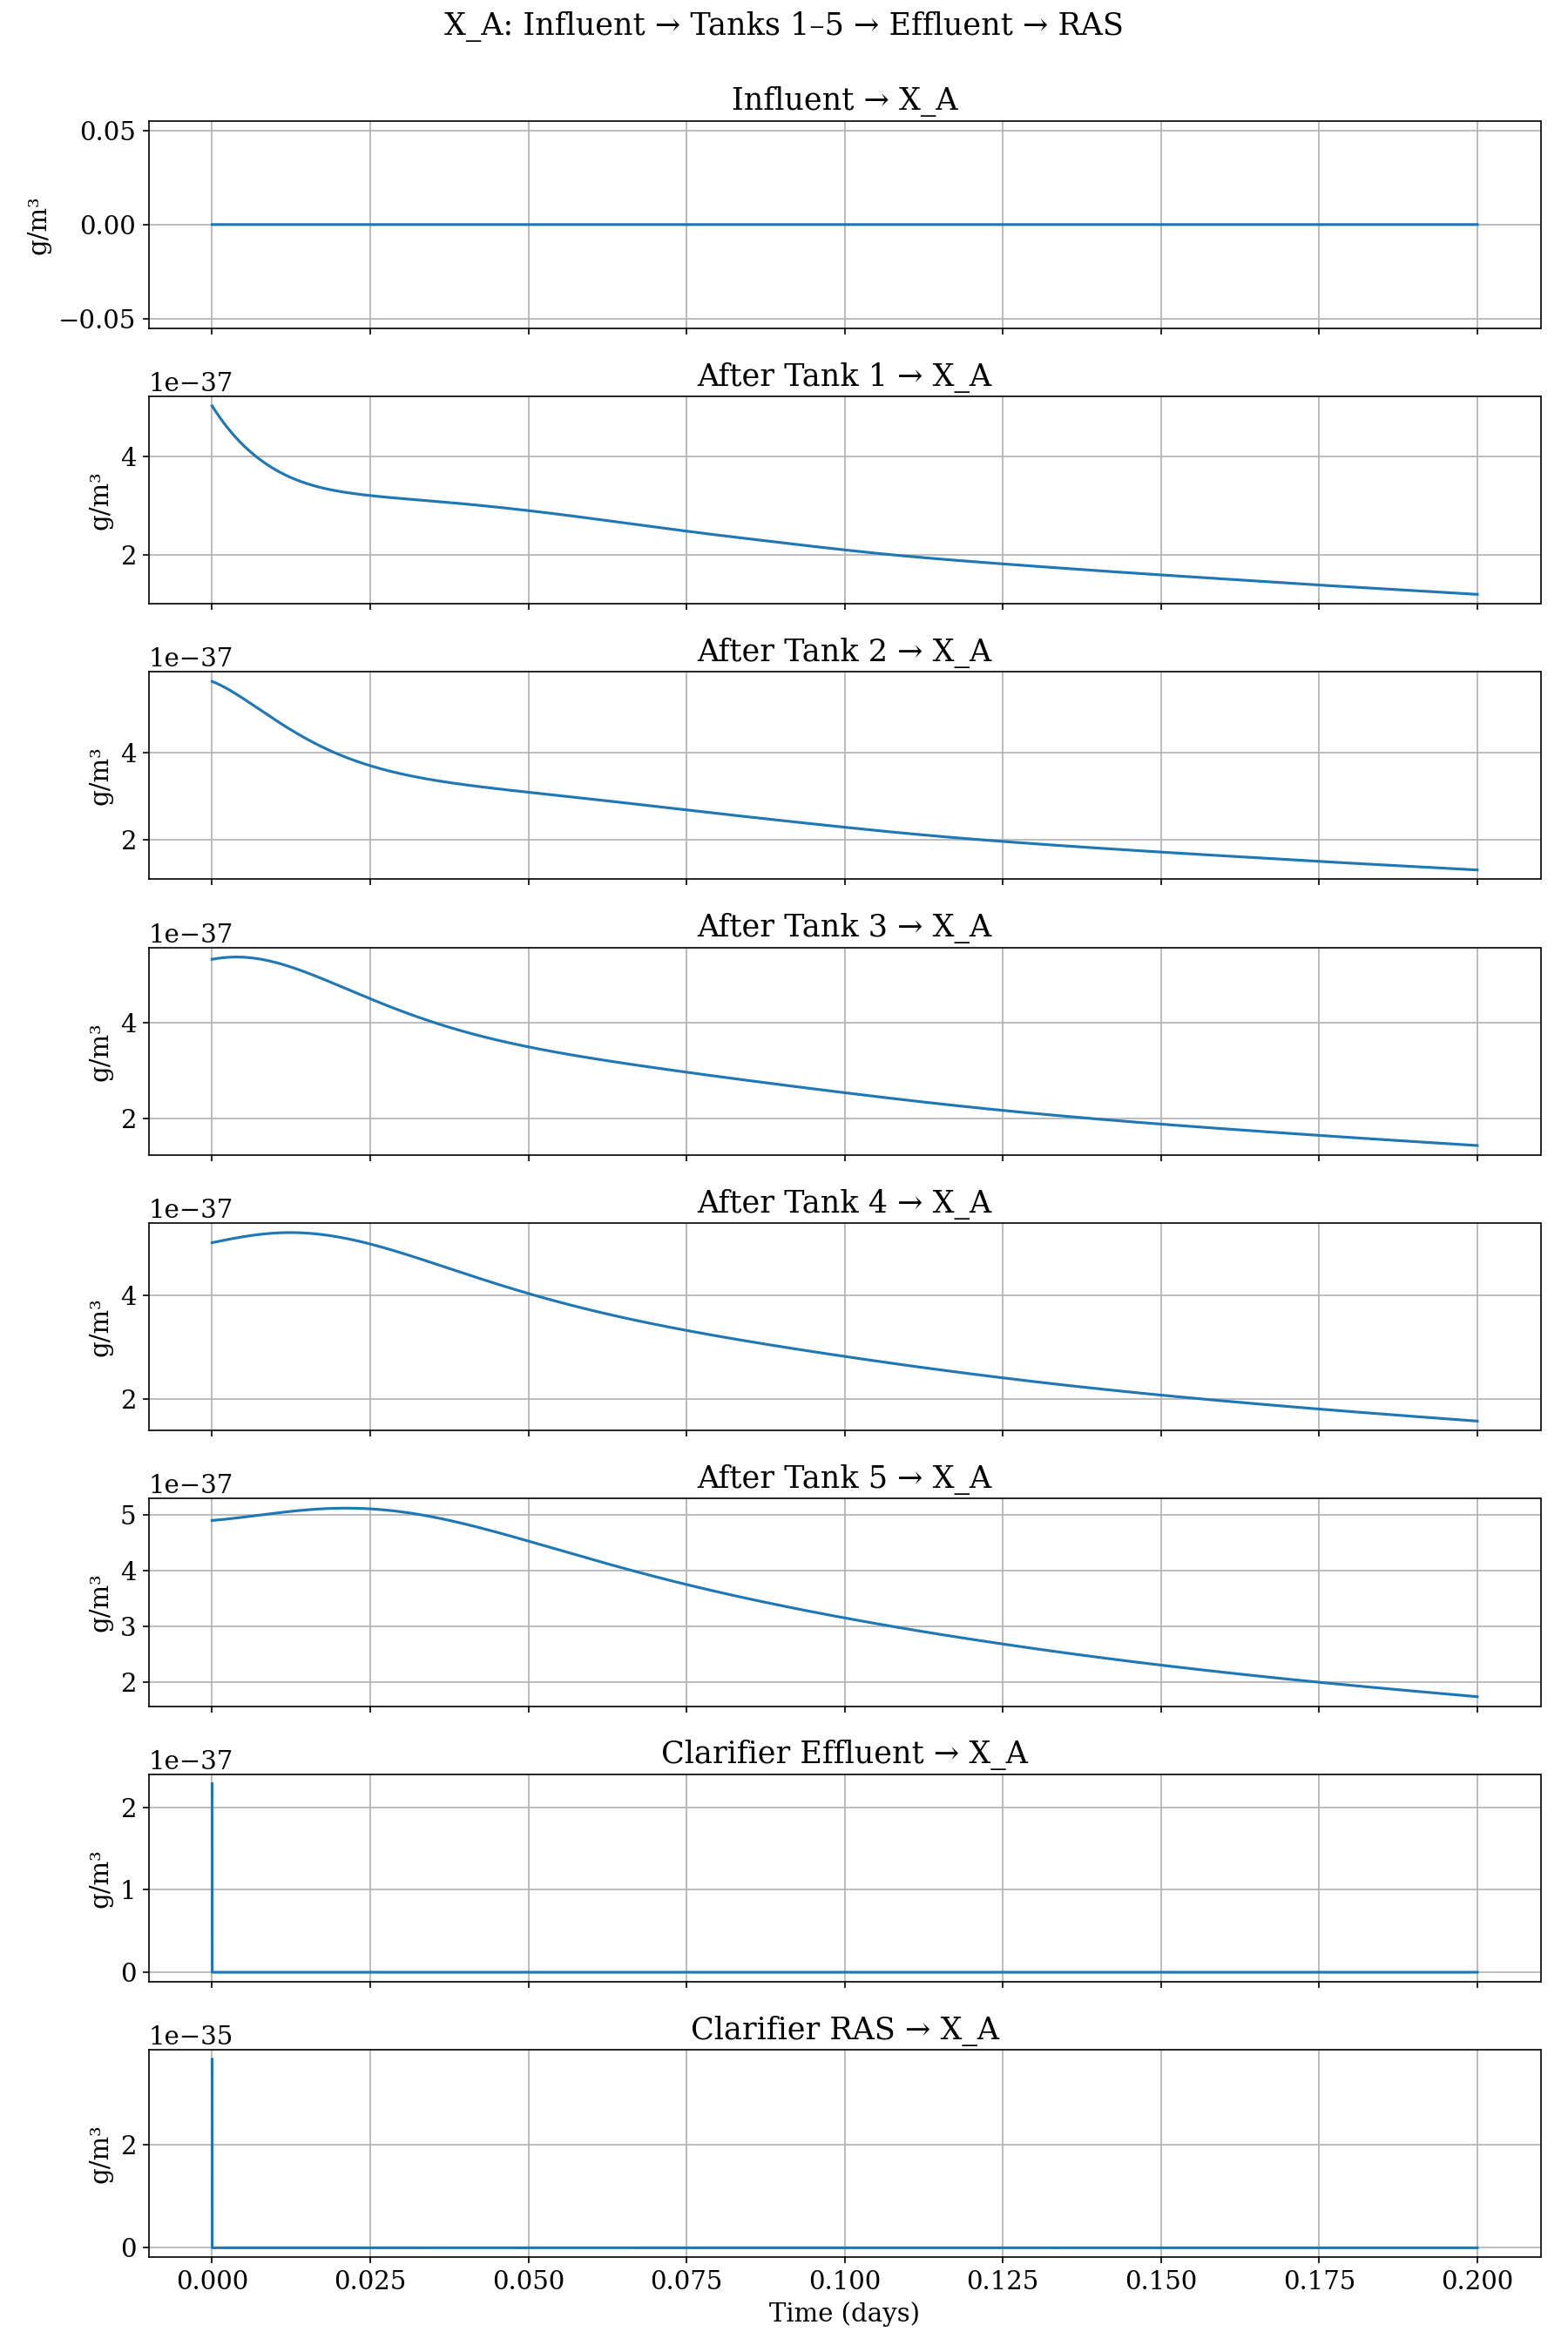 X_A: Influent → Tanks 1–5 → Effluent → RAS
Influent → X_A
0.05
0.00
−0.05
g/m³
After Tank 1 → X_A
1e−37
4
2
g/m³
After Tank 2 → X_A
1e−37
4
2
g/m³
After Tank 3 → X_A
1e−37
4
2
g/m³
After Tank 4 → X_A
1e−37
4
2
g/m³
After Tank 5 → X_A
1e−37
5
4
3
2
g/m³
Clarifier Effluent → X_A
1e−37
2
1
0
g/m³
Clarifier RAS → X_A
1e−35
2
0
g/m³
0.000 0.025 0.050 0.075 0.100 0.125 0.150 0.175 0.200
Time (days)